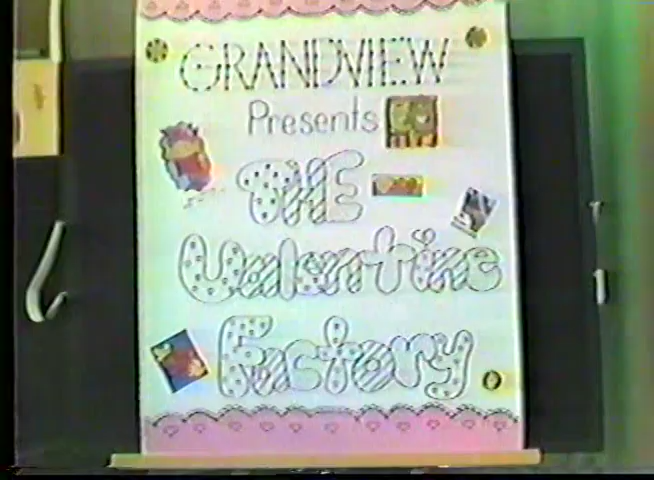 GRANDVIEW
Presents
THE
Valentine
Factory